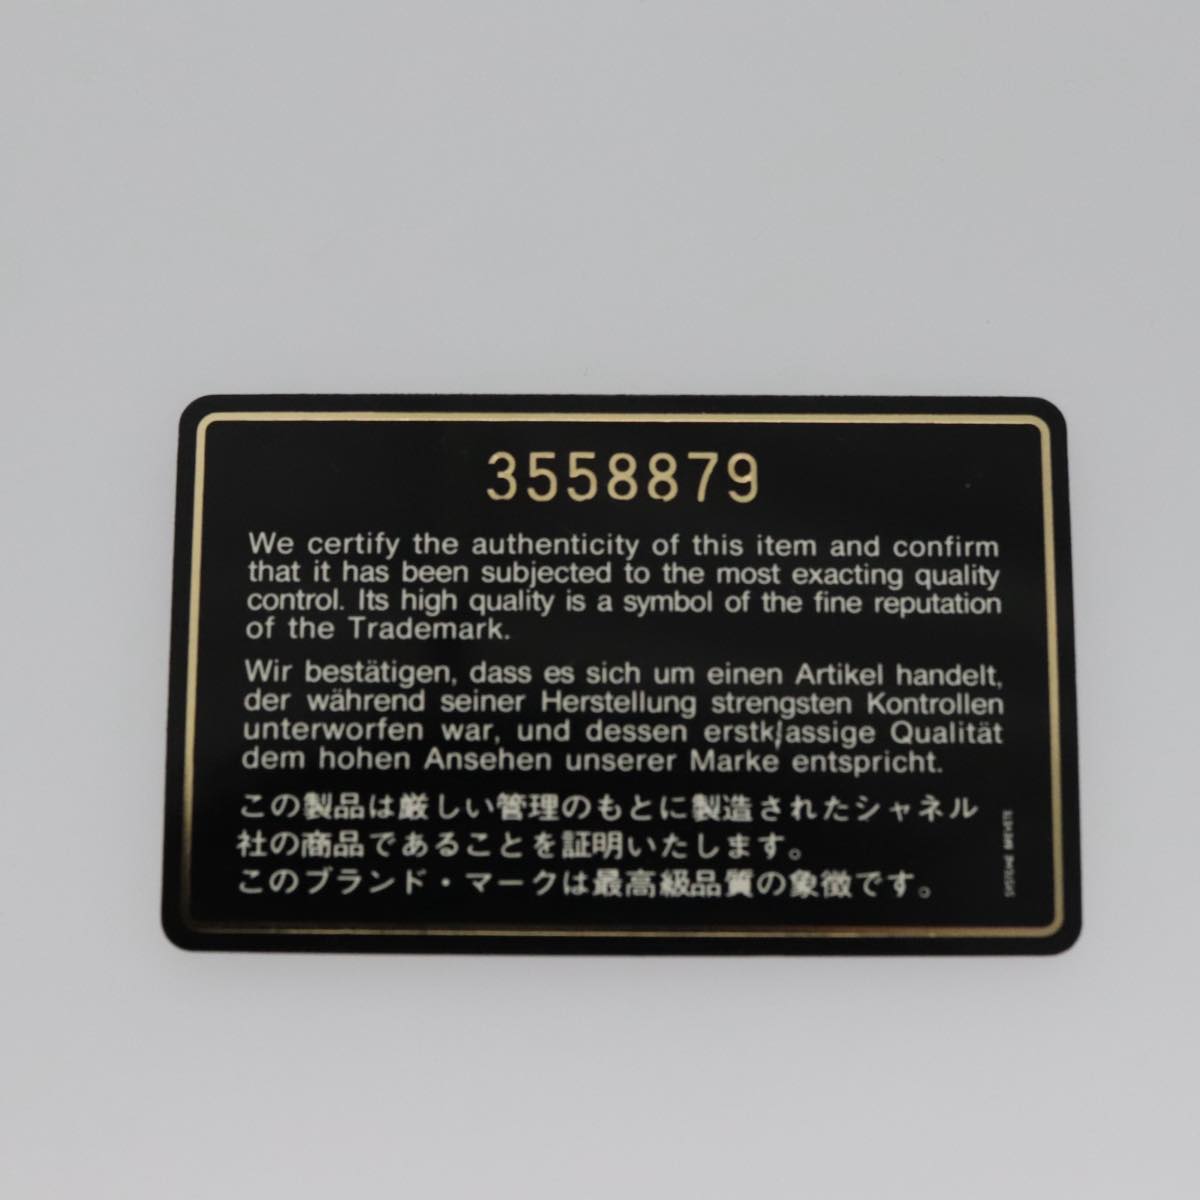 3558879
We certify the authenticity of this item and confirm
that it has been subjected to the most exacting quality
control. Its high quality is a symbol of the fine reputation
of the Trademark.
Wir bestätigen, dass es sich um einen Artikel handelt,
der während seiner Herstellung strengsten Kontrollen
unterworfen war, und dessen erstklassige Qualität
dem hohen Ansehen unserer Marke entspricht.
この製品は厳しい管理のもとに製造されたシャネル
社の商品であることを証明いたします。
このブランド・マークは最高級品質の象徴です。
SYSTEME BREVETE